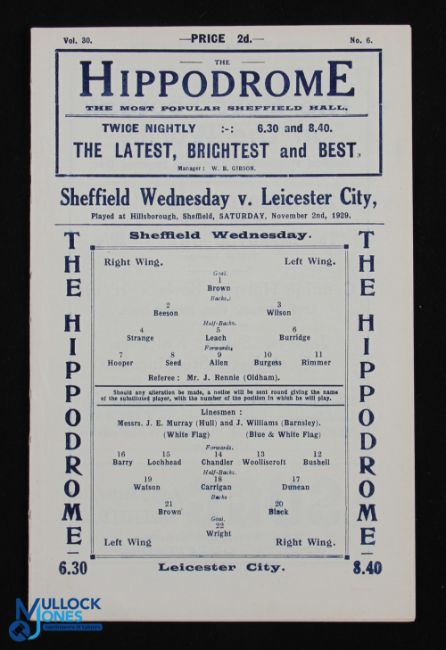 Vol. 30. —PRICE 2d.— No. 6.
THE
HIPPODROME
THE MOST POPULAR SHEFFIELD HALL.
TWICE NIGHTLY :-: 6.30 and 8.40.
THE LATEST, BRICHTEST and BEST.
Manager: W. B. GIBSON.
Sheffield Wednesday v. Leicester City,
Played at Hillsborough, Sheffield, SATURDAY, November 2nd, 1929.
THE HIPPODROME
Sheffield Wednesday.
Right Wing. Left Wing.
Goal.
1
Brown
Backs.
2 3
Beeson Wilson
Half-Backs.
4 5 6
Strange Leach Burridge
Forwards.
7 8 9 10 11
Hooper Seed Allen Burgess Rimmer
Referee: Mr. J. Rennie (Oldham).
Should any alteration be made, a notice will be sent round giving the name
of the substituted player, with the number of the position in which he will play.
Linesmen:
Messrs. J. E. Murray (Hull) and J. Williams (Barnsley).
(White Flag) (Blue & White Flag)
Forwards.
16 15 14 13 12
Barry Lochhead Chandler Woolliscroft Bushell
Half-Backs.
19 18 17
Watson Carrigan Duncan
Backs
21 20
Brown Black
Goal.
22
Wright
Left Wing Right Wing.
THE HIPPODROME
6.30 Leicester City. 8.40
MULLOCK
JONES